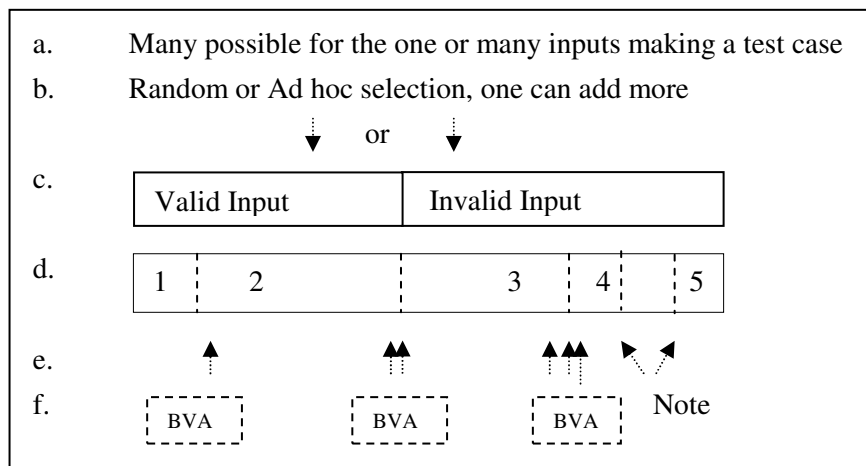 a. Many possible for the one or many inputs making a test case
b. Random or Ad hoc selection, one can add more
or
c. Valid Input Invalid Input
d. 1 2 3 4 5
e.
f. BVA BVA BVA Note